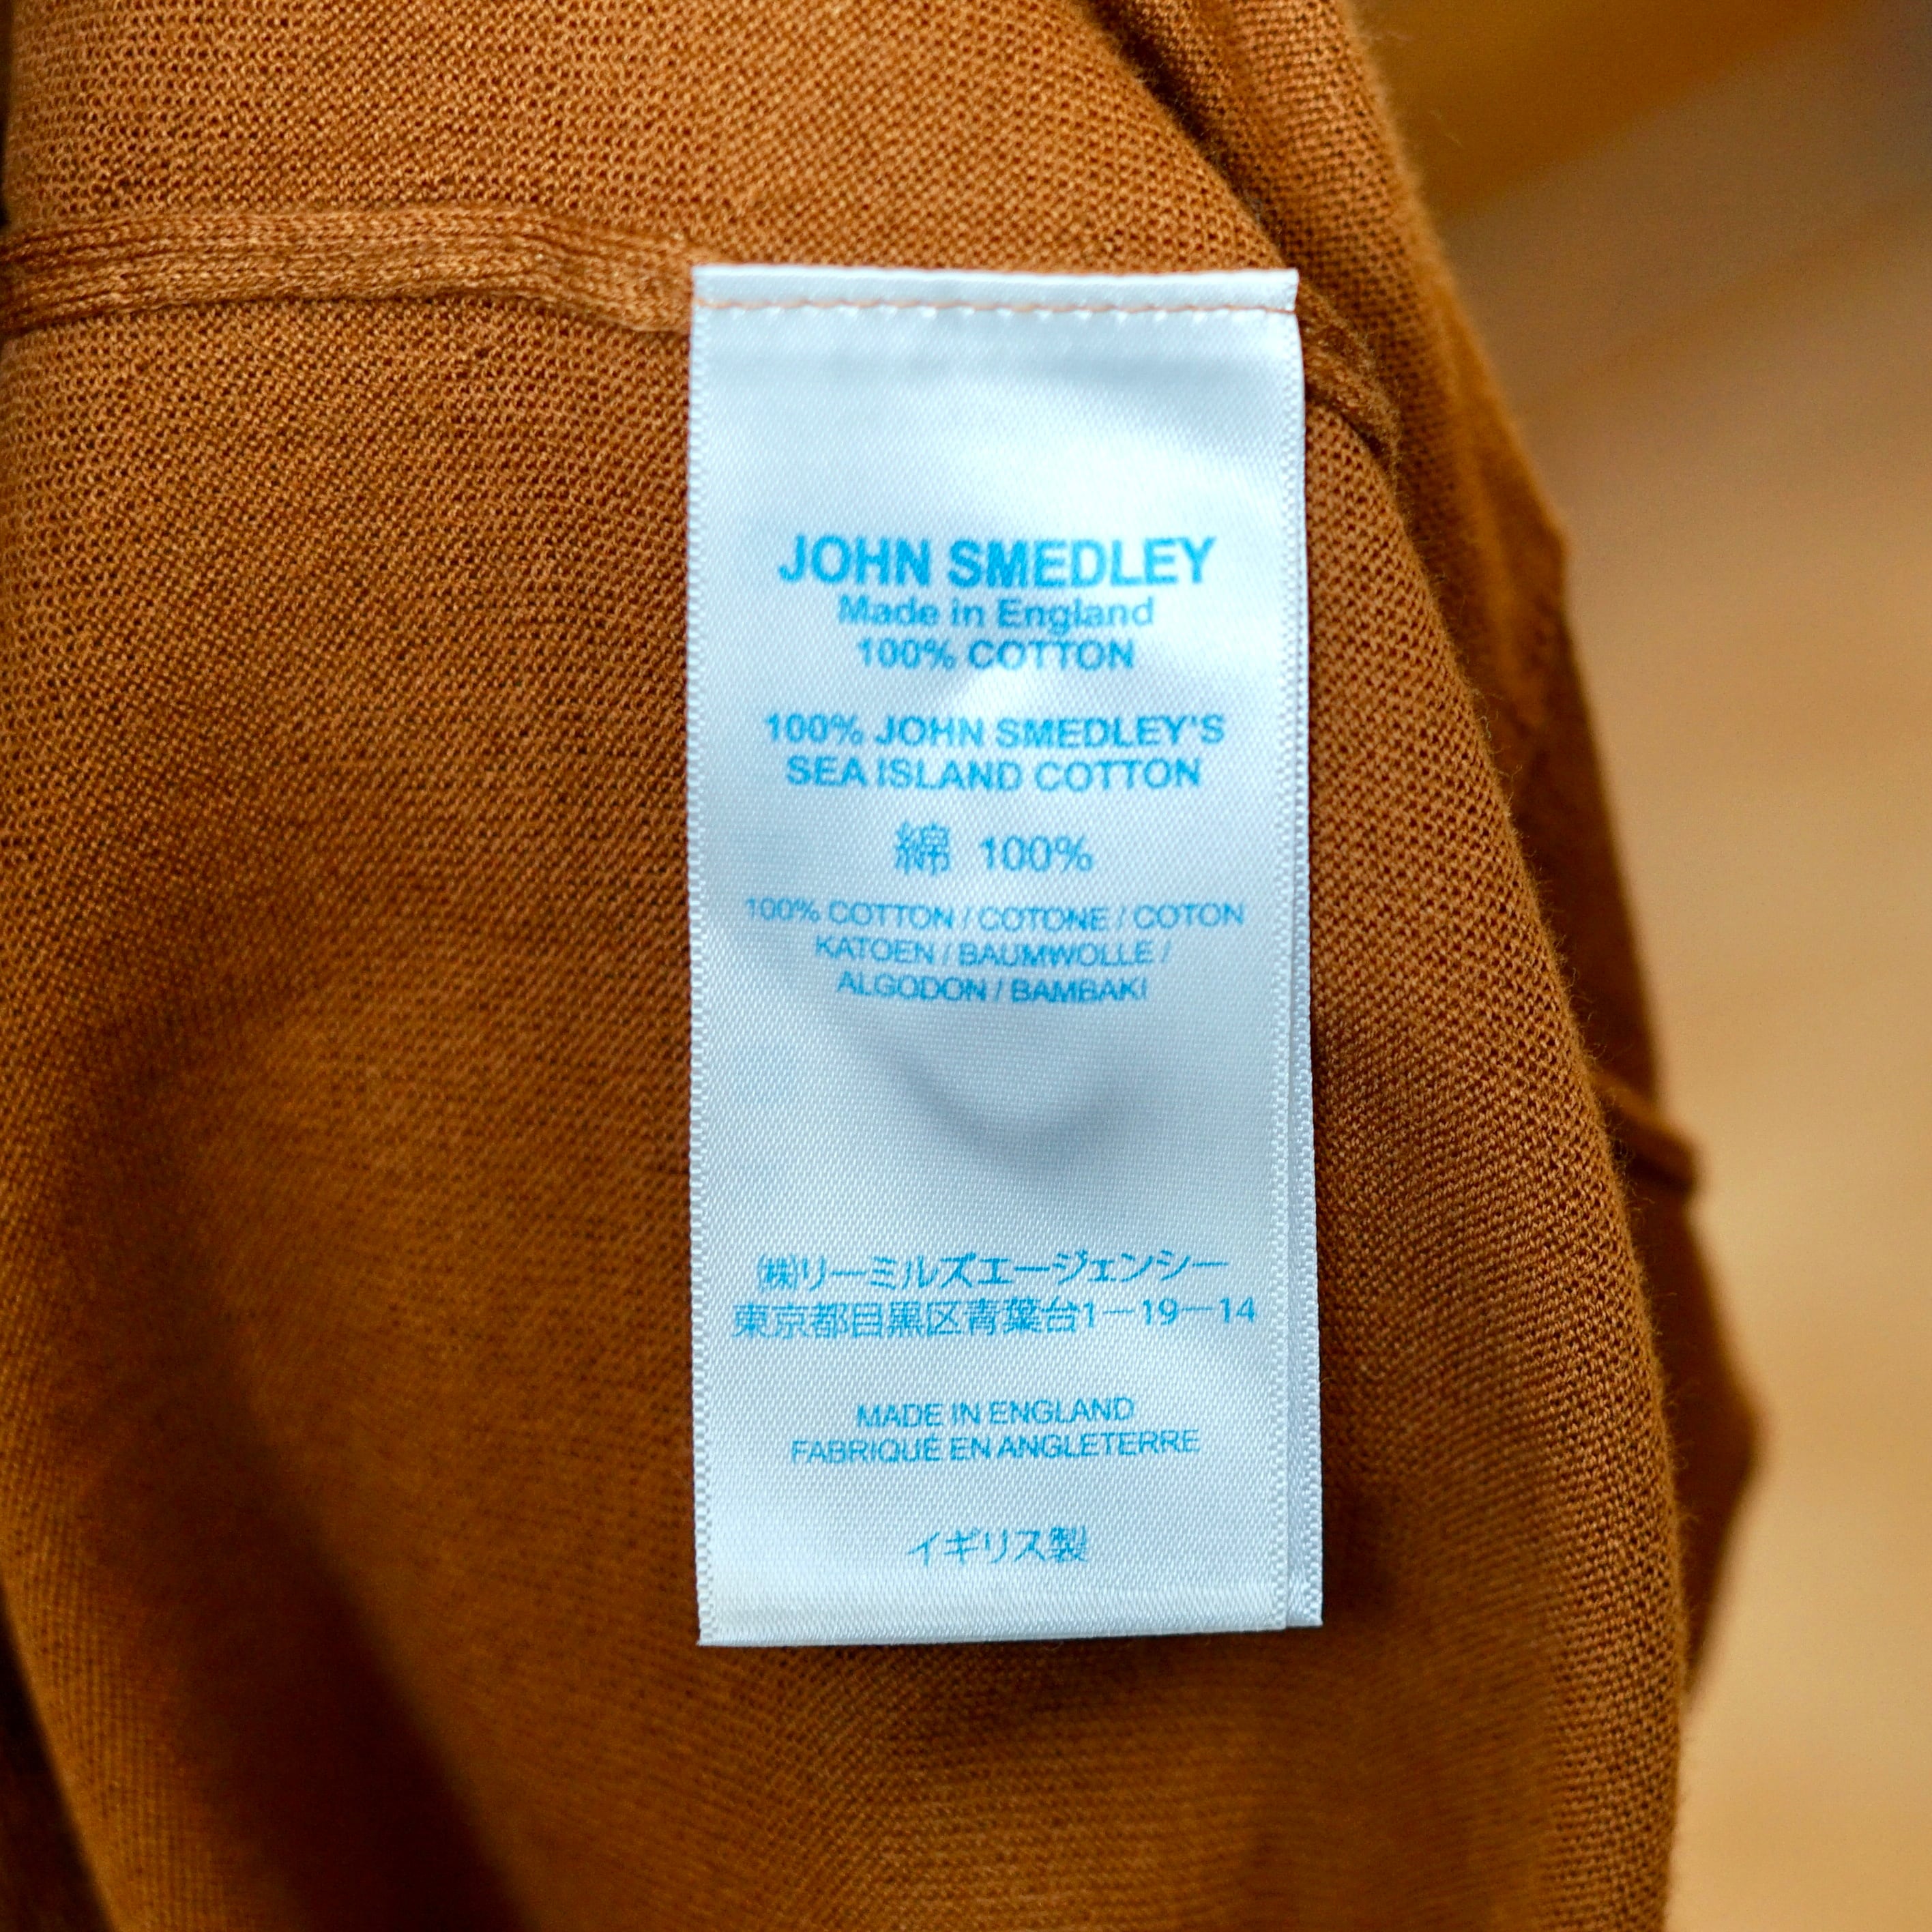 JOHN SMEDLEY
Made in England
100% COTTON
100% JOHN SMEDLEY'S
SEA ISLAND COTTON
綿 100%
100% COTTON / COTONE / COTON
KATOEN / BAUMWOLLE /
ALGODON / BAMBAKI
㈱リーミルズエージェンシー
東京都目黒区青葉台1－19－14
MADE IN ENGLAND
FABRIQUÉ EN ANGLETERRE
イギリス製